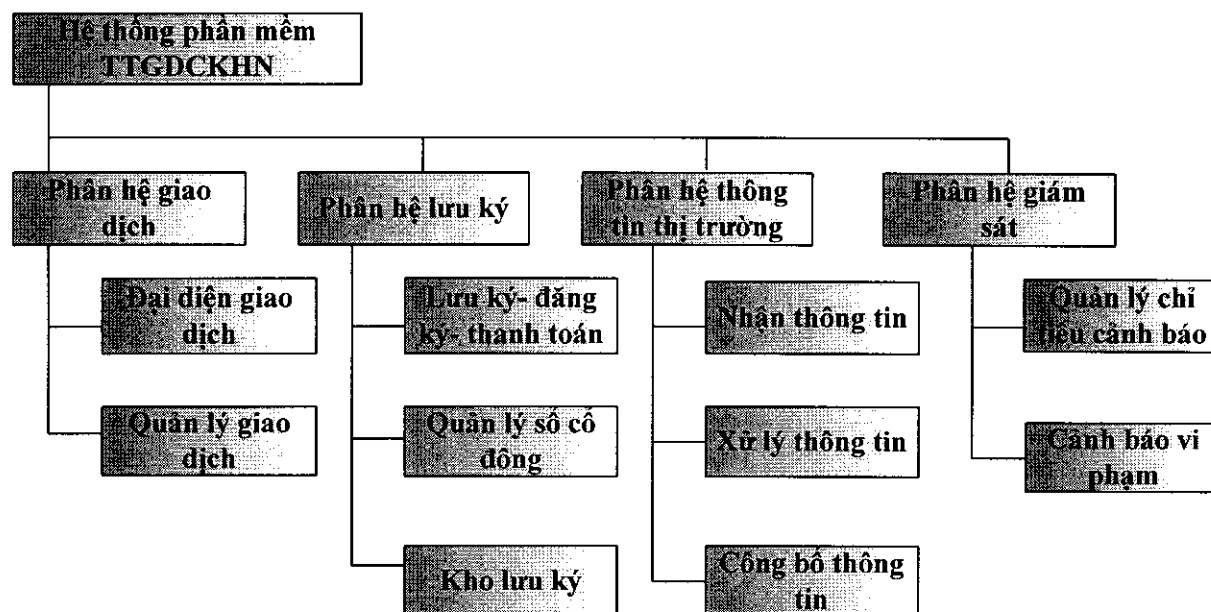 Hệ thống phần mềm
TTGDCKHN
Phân hệ giao
dịch
Phân hệ lưu ký
Phân hệ thông
tin thị trường
Phân hệ giám
sát
Đại diện giao
dịch
Quản lý giao
dịch
Lưu ký- đăng
ký- thanh toán
Quản lý sổ cổ
đông
Kho lưu ký
Nhận thông tin
Xử lý thông tin
Công bố thông
tin
Quản lý chỉ
tiêu cảnh báo
Cảnh báo vi
phạm